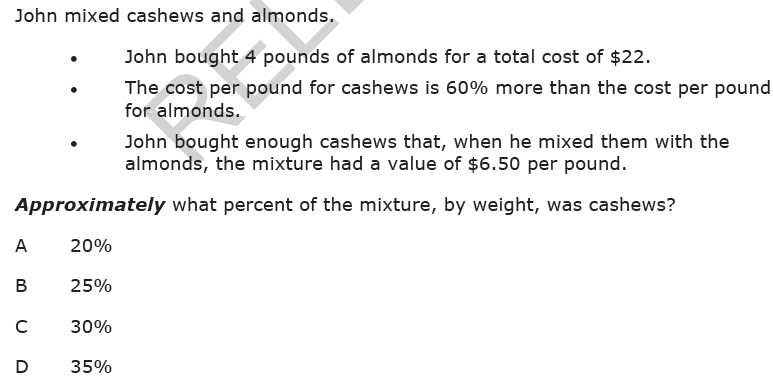 John mixed cashews and almonds.
• John bought 4 pounds of almonds for a total cost of $22.
• The cost per pound for cashews is 60% more than the cost per pound
for almonds.
• John bought enough cashews that, when he mixed them with the
almonds, the mixture had a value of $6.50 per pound.
Approximately what percent of the mixture, by weight, was cashews?
A 20%
B 25%
C 30%
D 35%